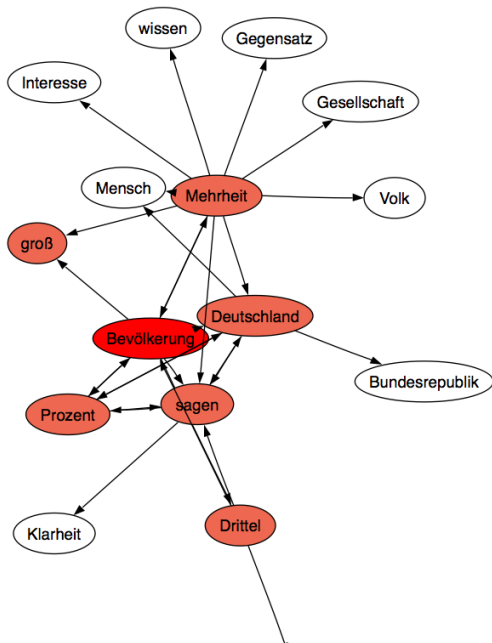 wissen
Gegensatz
Interesse
Gesellschaft
Mensch
Mehrheit
Volk
groß
Deutschland
Bevölkerung
Bundesrepublik
Prozent
sagen
Klarheit
Drittel